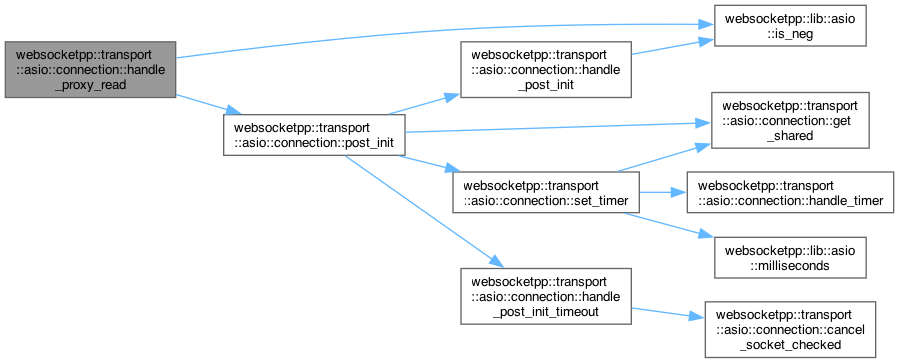 websocketpp::transport
::asio::connection::handle
_proxy_read
websocketpp::transport
::asio::connection::post_init
websocketpp::transport
::asio::connection::handle
_post_init
websocketpp::transport
::asio::connection::set_timer
websocketpp::transport
::asio::connection::handle
_post_init_timeout
websocketpp::lib::asio
::is_neg
websocketpp::transport
::asio::connection::get
_shared
websocketpp::transport
::asio::connection::handle_timer
websocketpp::lib::asio
::milliseconds
websocketpp::transport
::asio::connection::cancel
_socket_checked